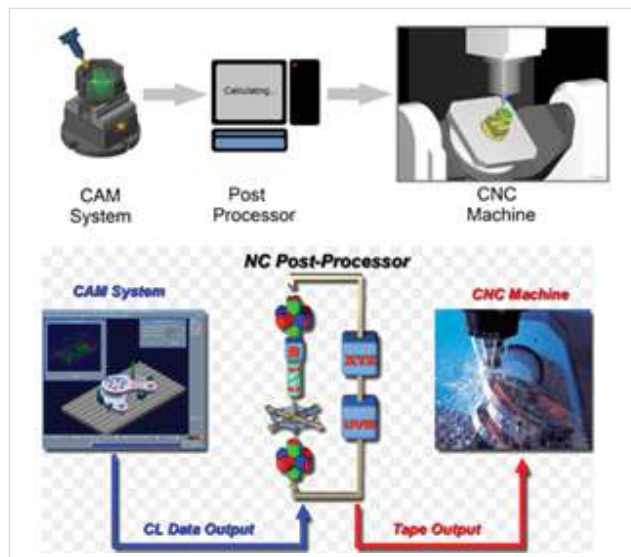 Calculating...
CAM
System
Post
Processor
CNC
Machine
NC Post-Processor
CAM System
CNC Machine
XYZ
UVW
CL Data Output
Tape Output